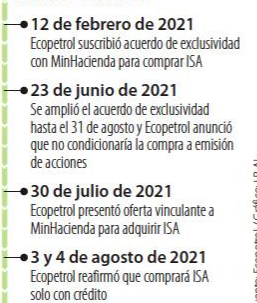 12 de febrero de 2021
Ecopetrol suscribió acuerdo de exclusividad
con MinHacienda para comprar ISA
23 de junio de 2021
Se amplió el acuerdo de exclusividad
hasta el 31 de agosto y Ecopetrol anunció
que no condicionaría la compra a emisión
de acciones
30 de julio de 2021
Ecopetrol presentó oferta vinculante a
MinHacienda para adquirir ISA
3 y 4 de agosto de 2021
Ecopetrol reafirmó que comprará ISA
solo con crédito